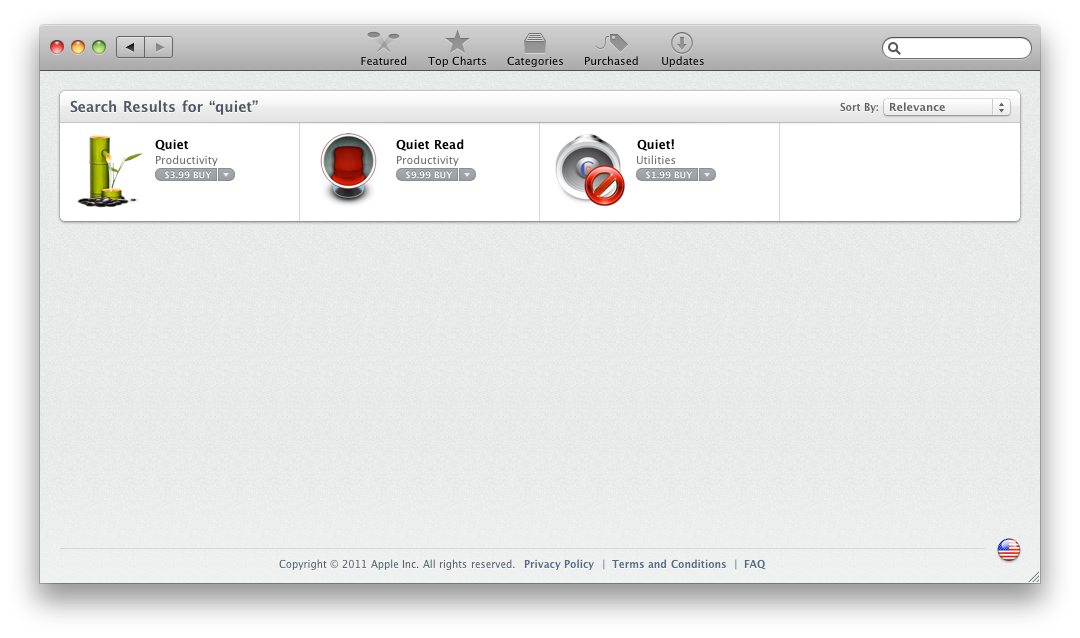 Featured
Top Charts
Categories
Purchased
Updates
Search Results for “quiet”
Sort By:
Relevance
Quiet
Productivity
$3.99 BUY
Quiet Read
Productivity
$9.99 BUY
Quiet!
Utilities
$1.99 BUY
Copyright © 2011 Apple Inc. All rights reserved. Privacy Policy | Terms and Conditions | FAQ